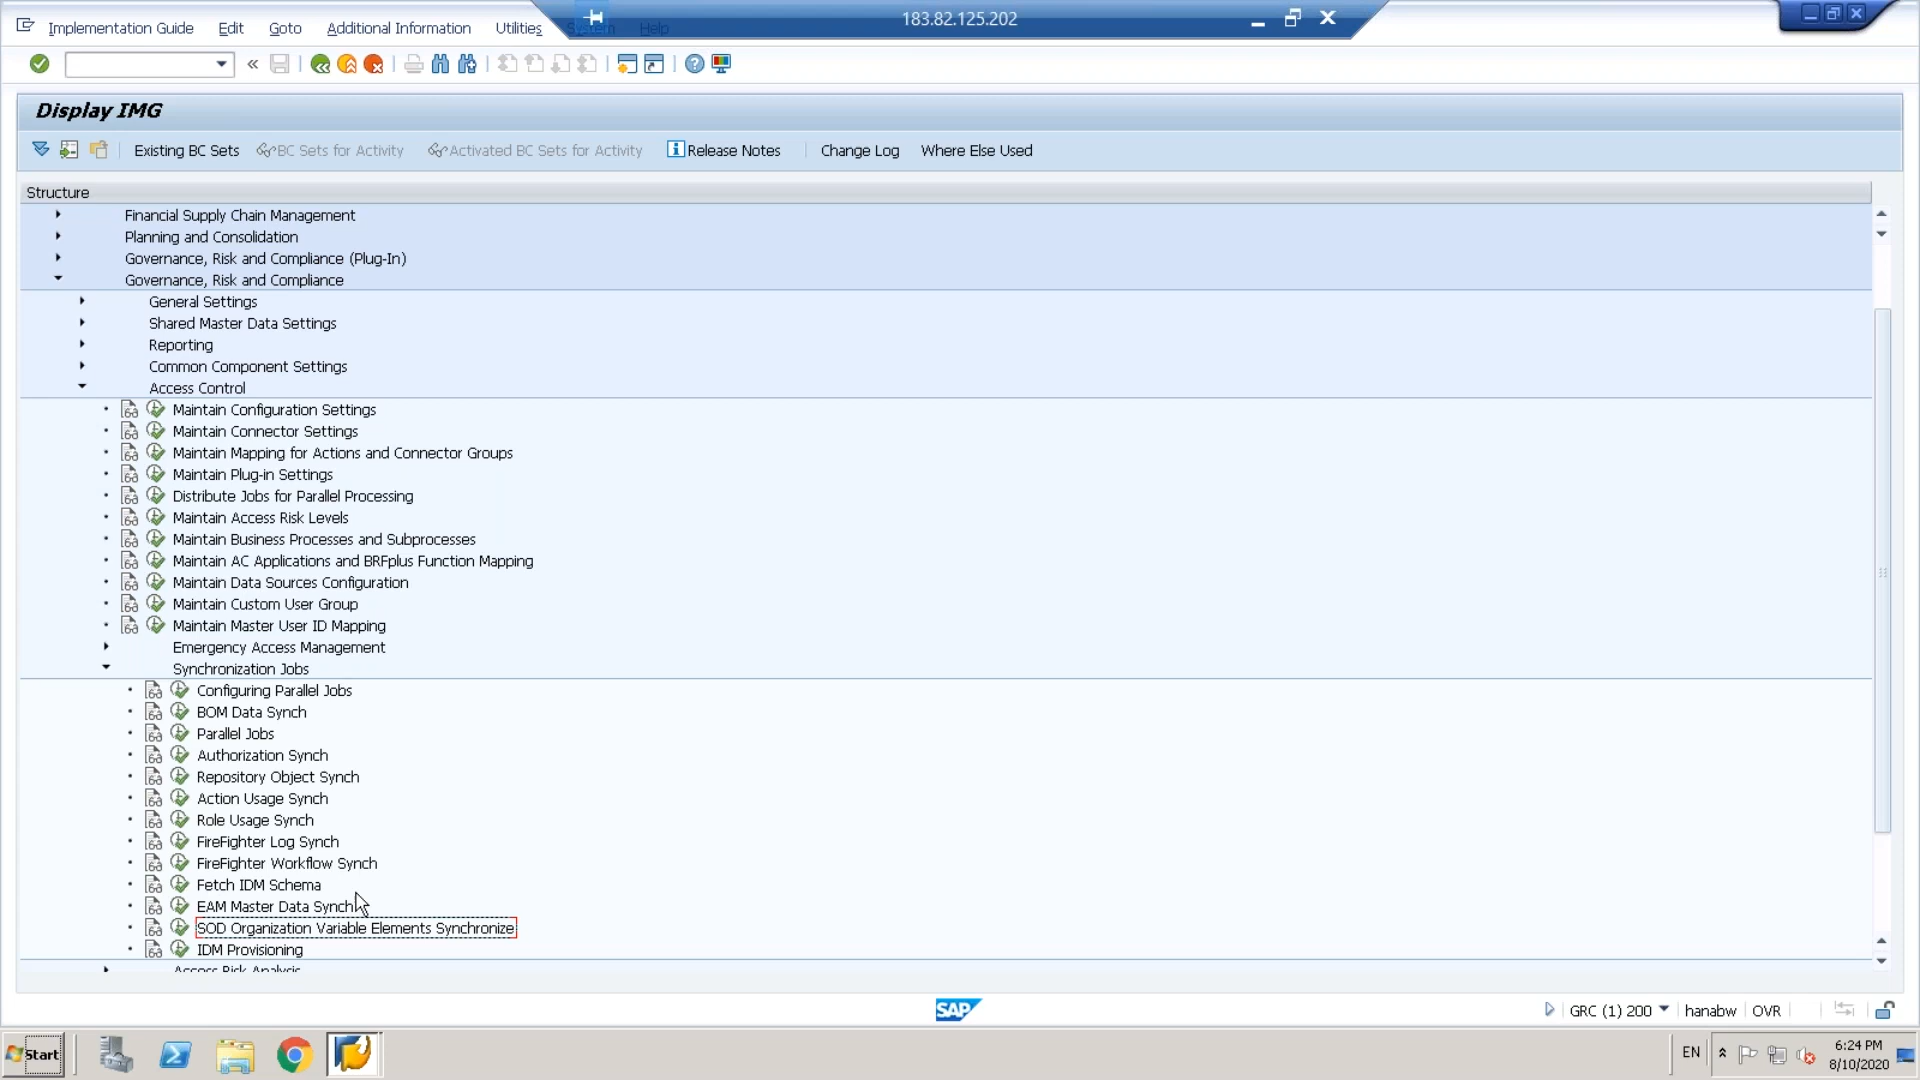 183.82.125.202
Implementation Guide Edit Goto Additional Information Utilities System Help
Display IMG
Existing BC Sets BC Sets for Activity Activated BC Sets for Activity Release Notes Change Log Where Else Used
Structure
Financial Supply Chain Management
Planning and Consolidation
Governance, Risk and Compliance (Plug-In)
Governance, Risk and Compliance
General Settings
Shared Master Data Settings
Reporting
Common Component Settings
Access Control
Maintain Configuration Settings
Maintain Connector Settings
Maintain Mapping for Actions and Connector Groups
Maintain Plug-in Settings
Distribute Jobs for Parallel Processing
Maintain Access Risk Levels
Maintain Business Processes and Subprocesses
Maintain AC Applications and BRFplus Function Mapping
Maintain Data Sources Configuration
Maintain Custom User Group
Maintain Master User ID Mapping
Emergency Access Management
Synchronization Jobs
Configuring Parallel Jobs
BOM Data Synch
Parallel Jobs
Authorization Synch
Repository Object Synch
Action Usage Synch
Role Usage Synch
FireFighter Log Synch
FireFighter Workflow Synch
Fetch IDM Schema
EAM Master Data Synch
SOD Organization Variable Elements Synchronize
IDM Provisioning
Access Risk Analysis
SAP
GRC (1) 200 hanabw OVR
Start
EN
6:24 PM
8/10/2020